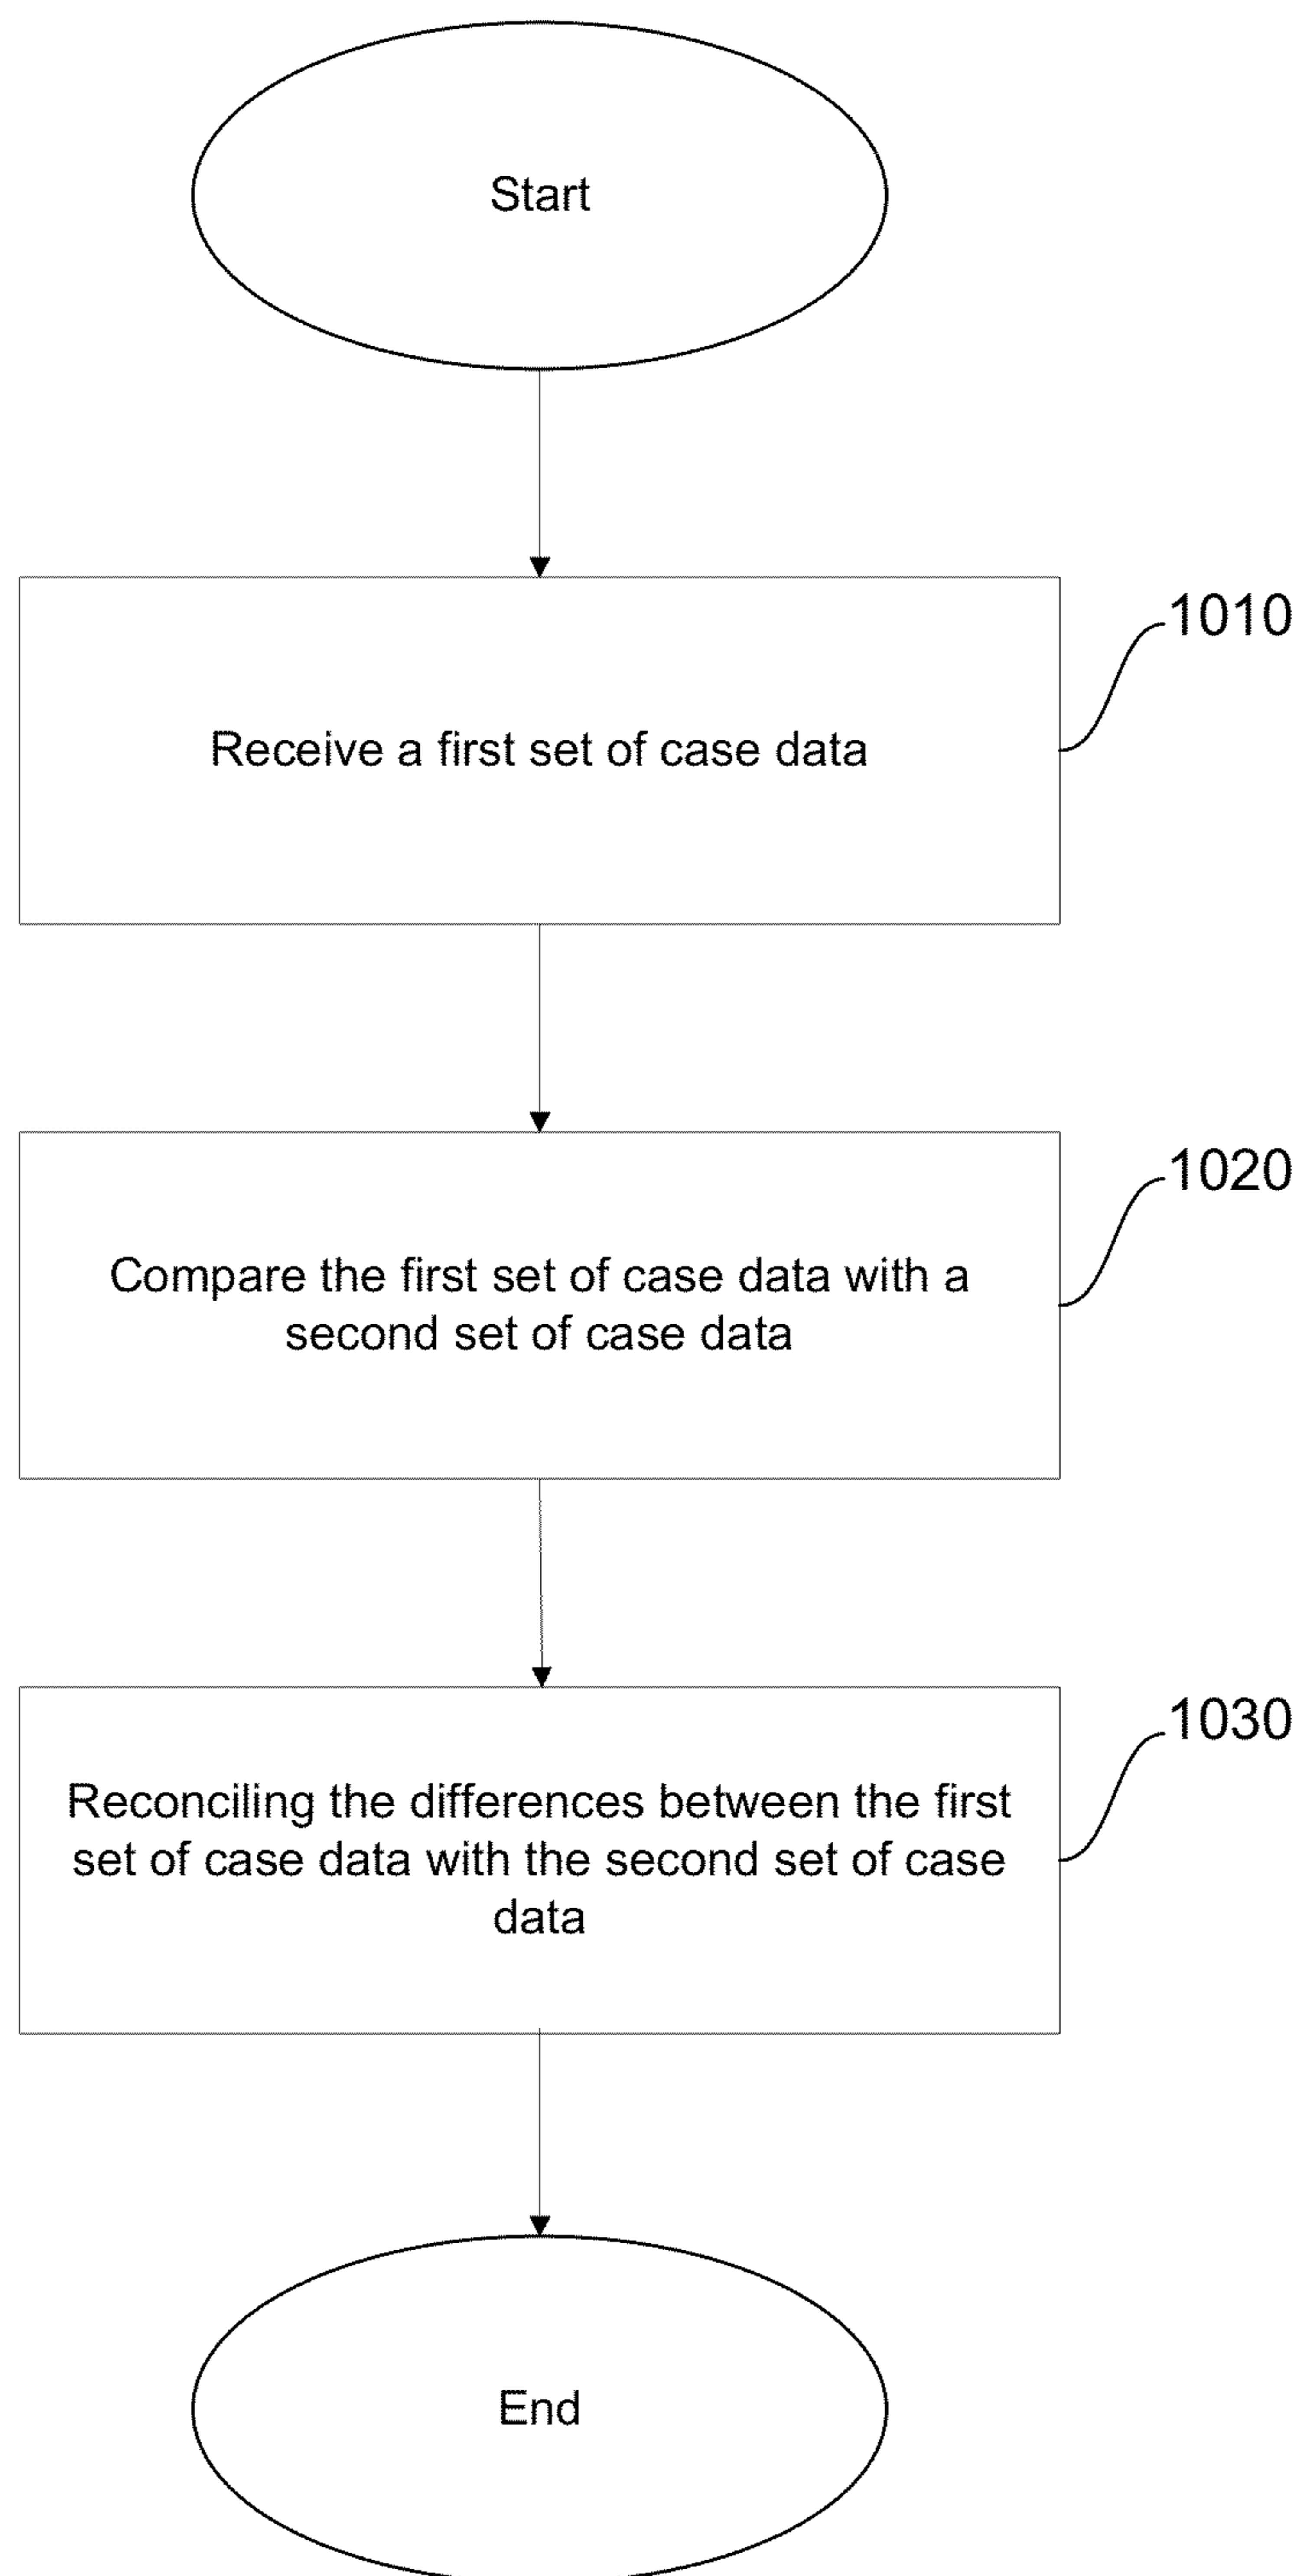 Start
1010
Receive a first set of case data
1020
Compare the first set of case data with a
second set of case data
1030
Reconciling the differences between the first
set of case data with the second set of case
data
End